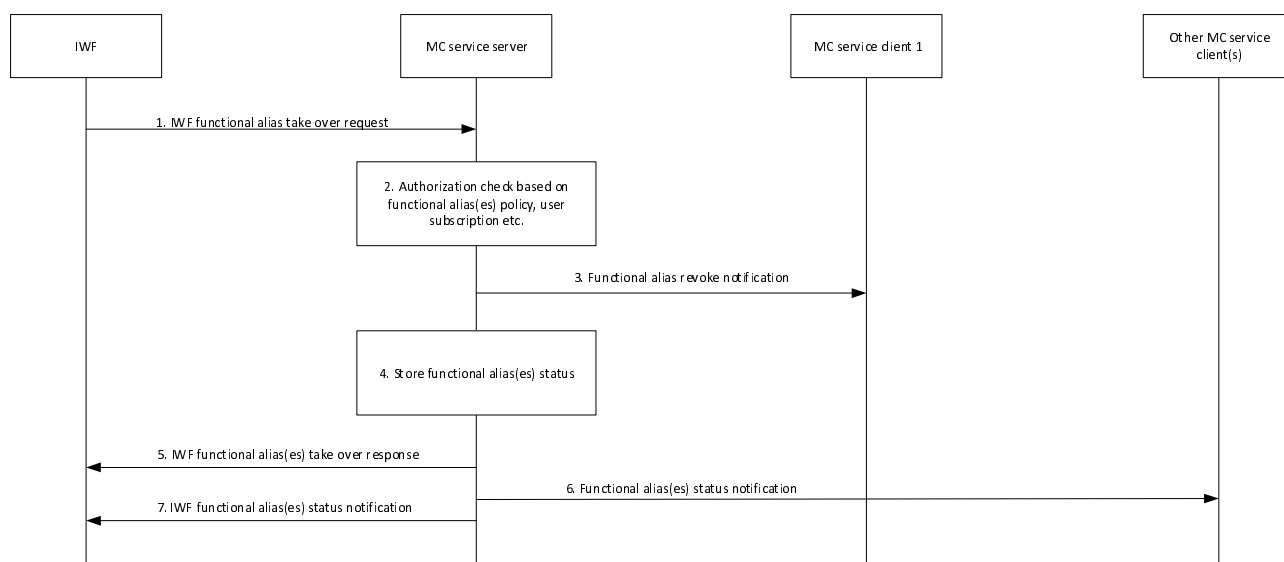 IWF
MC service server
MC service client 1
Other MC service
client(s)
1. IWF functional alias take over request
2. Authorization check based on
functional alias(es) policy, user
subscription etc.
3. Functional alias revoke notification
4. Store functional alias(es) status
5. IWF functional alias(es) take over response
6. Functional alias(es) status notification
7. IWF functional alias(es) status notification